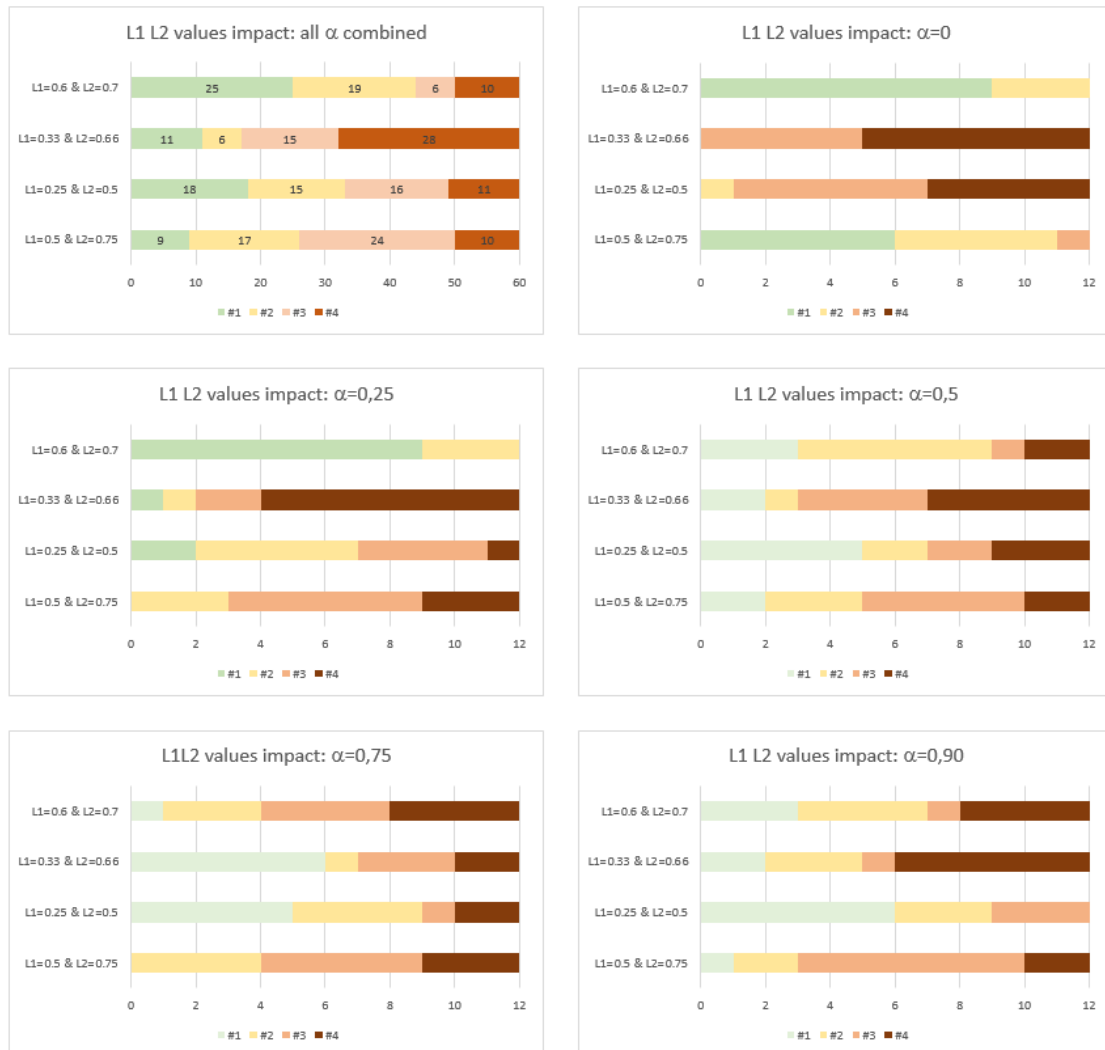 L1 L2 values impact: all α combined
L1=0.6 & L2=0.7
25 19 6 10
L1=0.33 & L2=0.66
11 6 15 28
L1=0.25 & L2=0.5
18 15 16 11
L1=0.5 & L2=0.75
9 17 24 10
0 10 20 30 40 50 60
#1 #2 #3 #4
L1 L2 values impact: α=0
L1=0.6 & L2=0.7
L1=0.33 & L2=0.66
L1=0.25 & L2=0.5
L1=0.5 & L2=0.75
0 2 4 6 8 10 12
#1 #2 #3 #4
L1 L2 values impact: α=0,25
L1=0.6 & L2=0.7
L1=0.33 & L2=0.66
L1=0.25 & L2=0.5
L1=0.5 & L2=0.75
0 2 4 6 8 10 12
#1 #2 #3 #4
L1 L2 values impact: α=0,5
L1=0.6 & L2=0.7
L1=0.33 & L2=0.66
L1=0.25 & L2=0.5
L1=0.5 & L2=0.75
0 2 4 6 8 10 12
#1 #2 #3 #4
L1L2 values impact: α=0,75
L1=0.6 & L2=0.7
L1=0.33 & L2=0.66
L1=0.25 & L2=0.5
L1=0.5 & L2=0.75
0 2 4 6 8 10 12
#1 #2 #3 #4
L1 L2 values impact: α=0,90
L1=0.6 & L2=0.7
L1=0.33 & L2=0.66
L1=0.25 & L2=0.5
L1=0.5 & L2=0.75
0 2 4 6 8 10 12
#1 #2 #3 #4